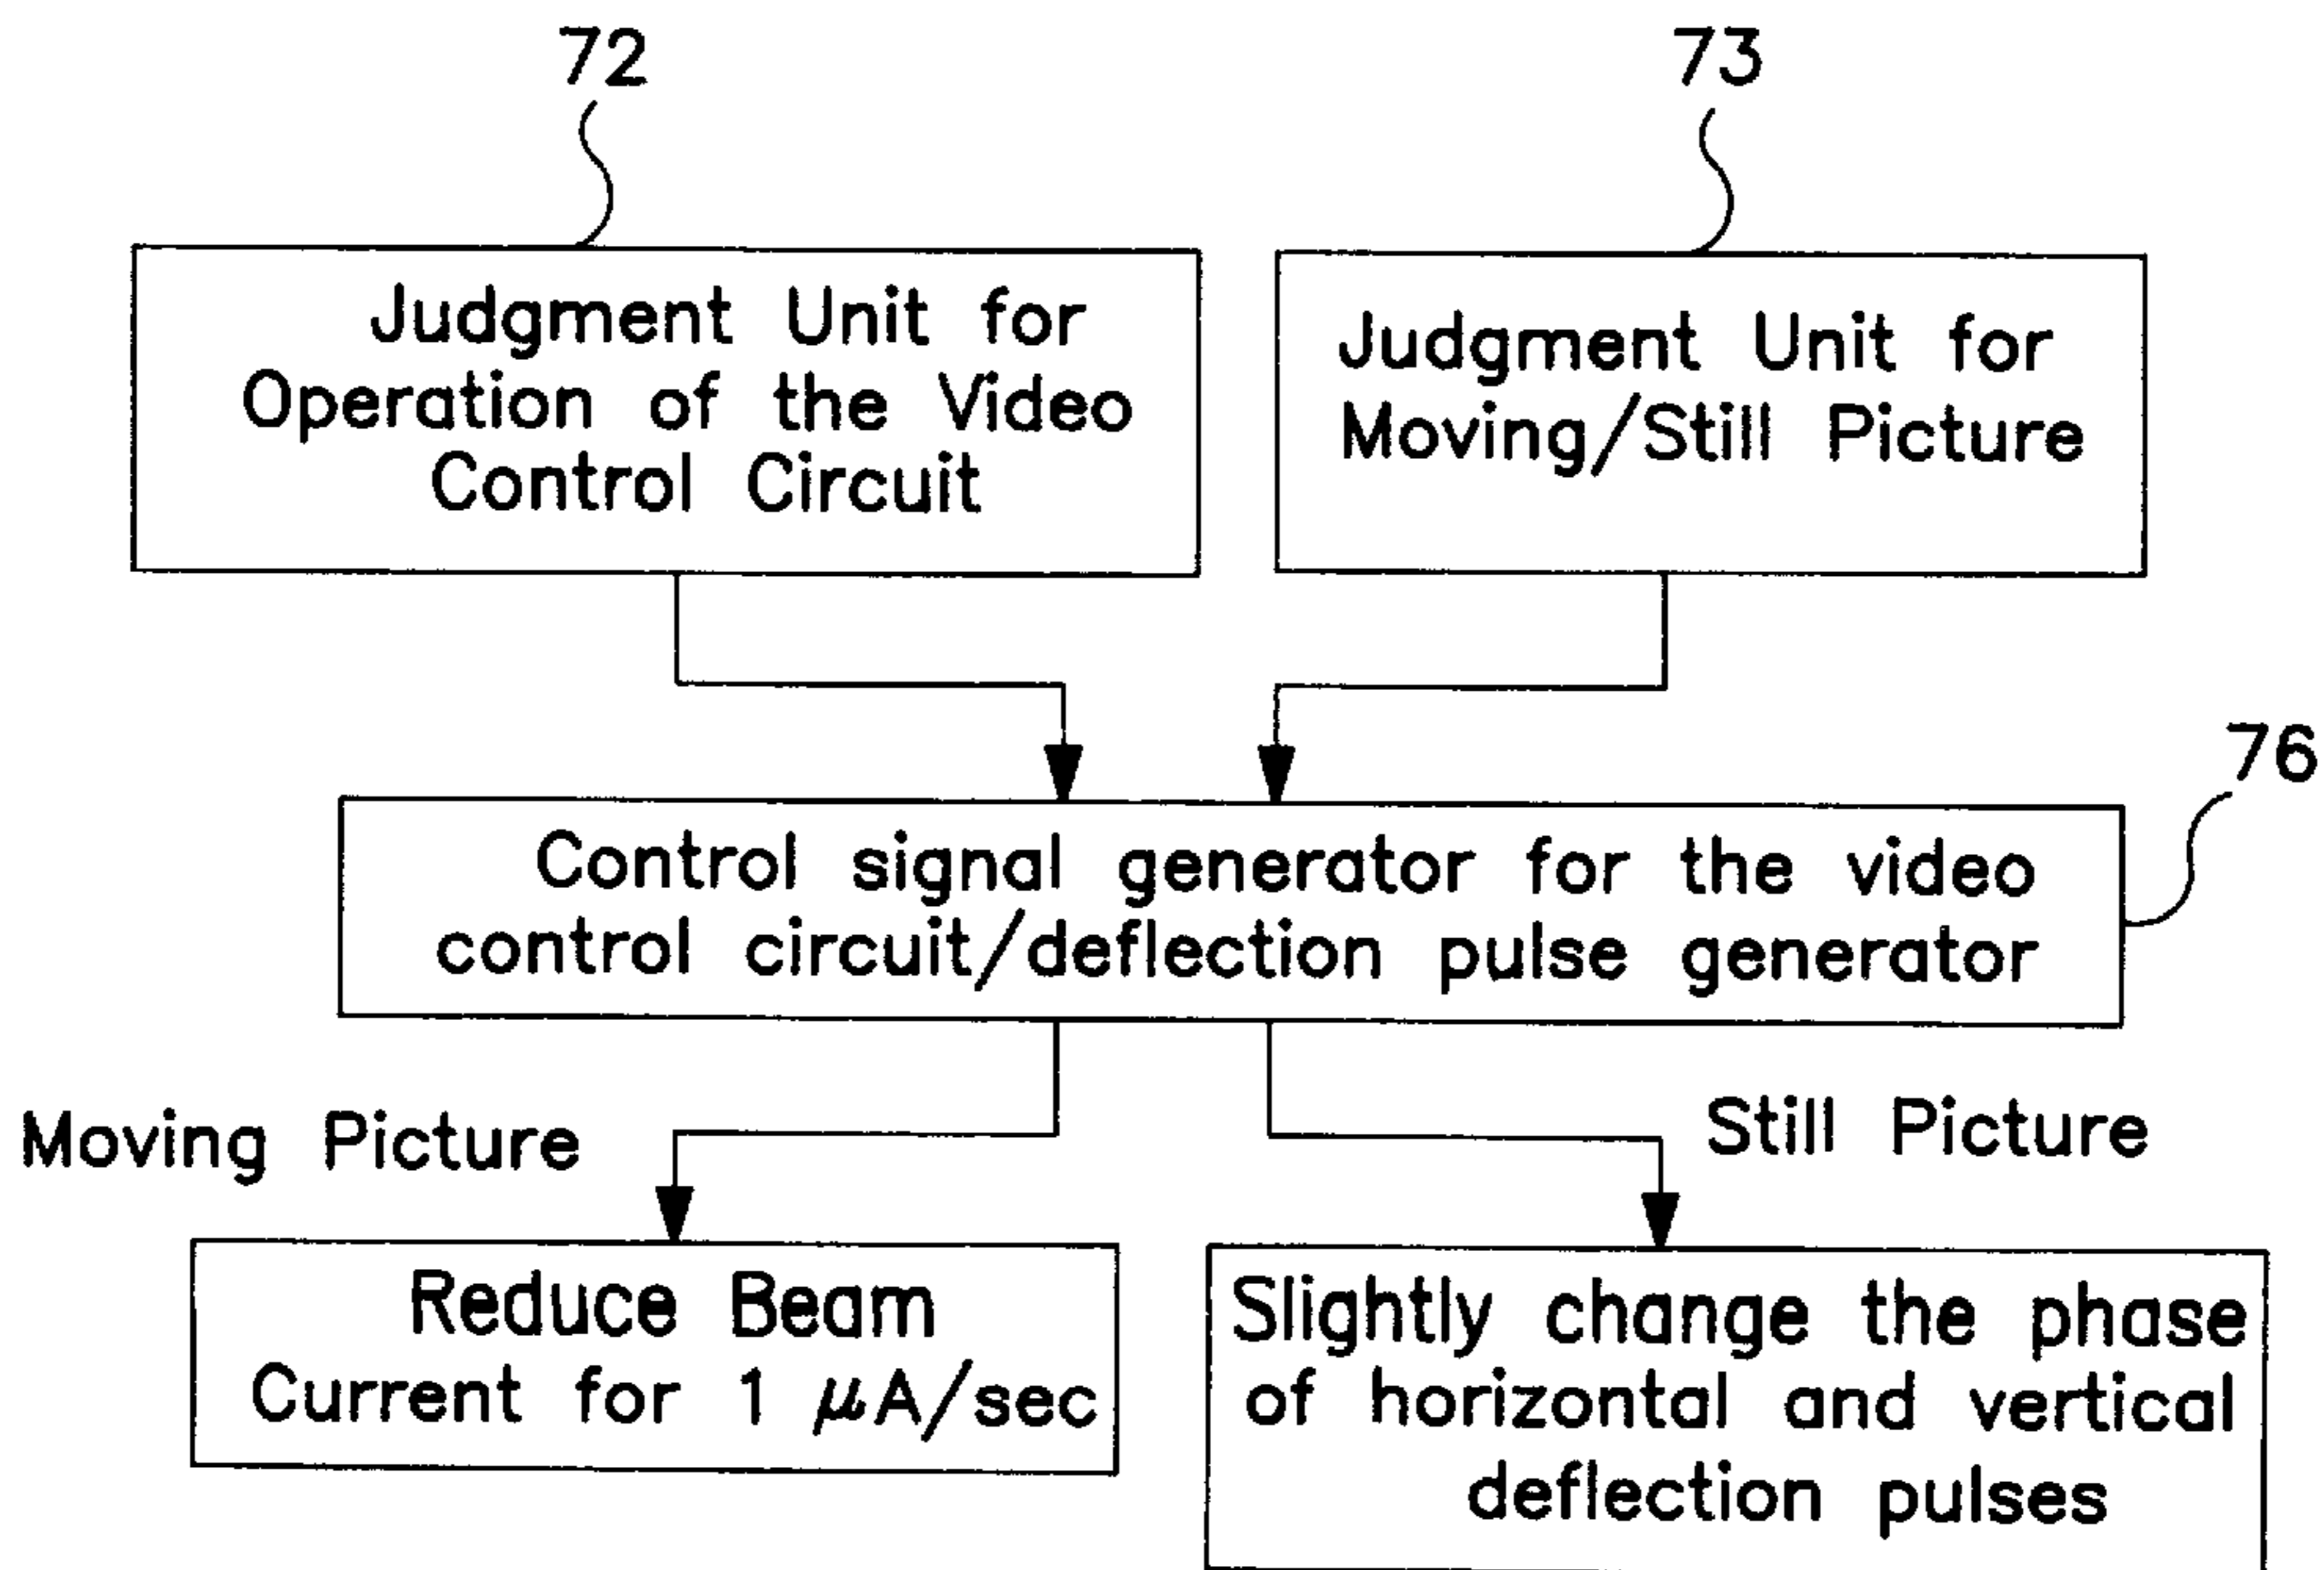 72
73
Judgment Unit for
Operation of the Video
Control Circuit
Judgment Unit for
Moving/Still Picture
76
Control signal generator for the video
control circuit/deflection pulse generator
Moving Picture
Still Picture
Reduce Beam
Current for 1 μA/sec
Slightly change the phase
of horizontal and vertical
deflection pulses